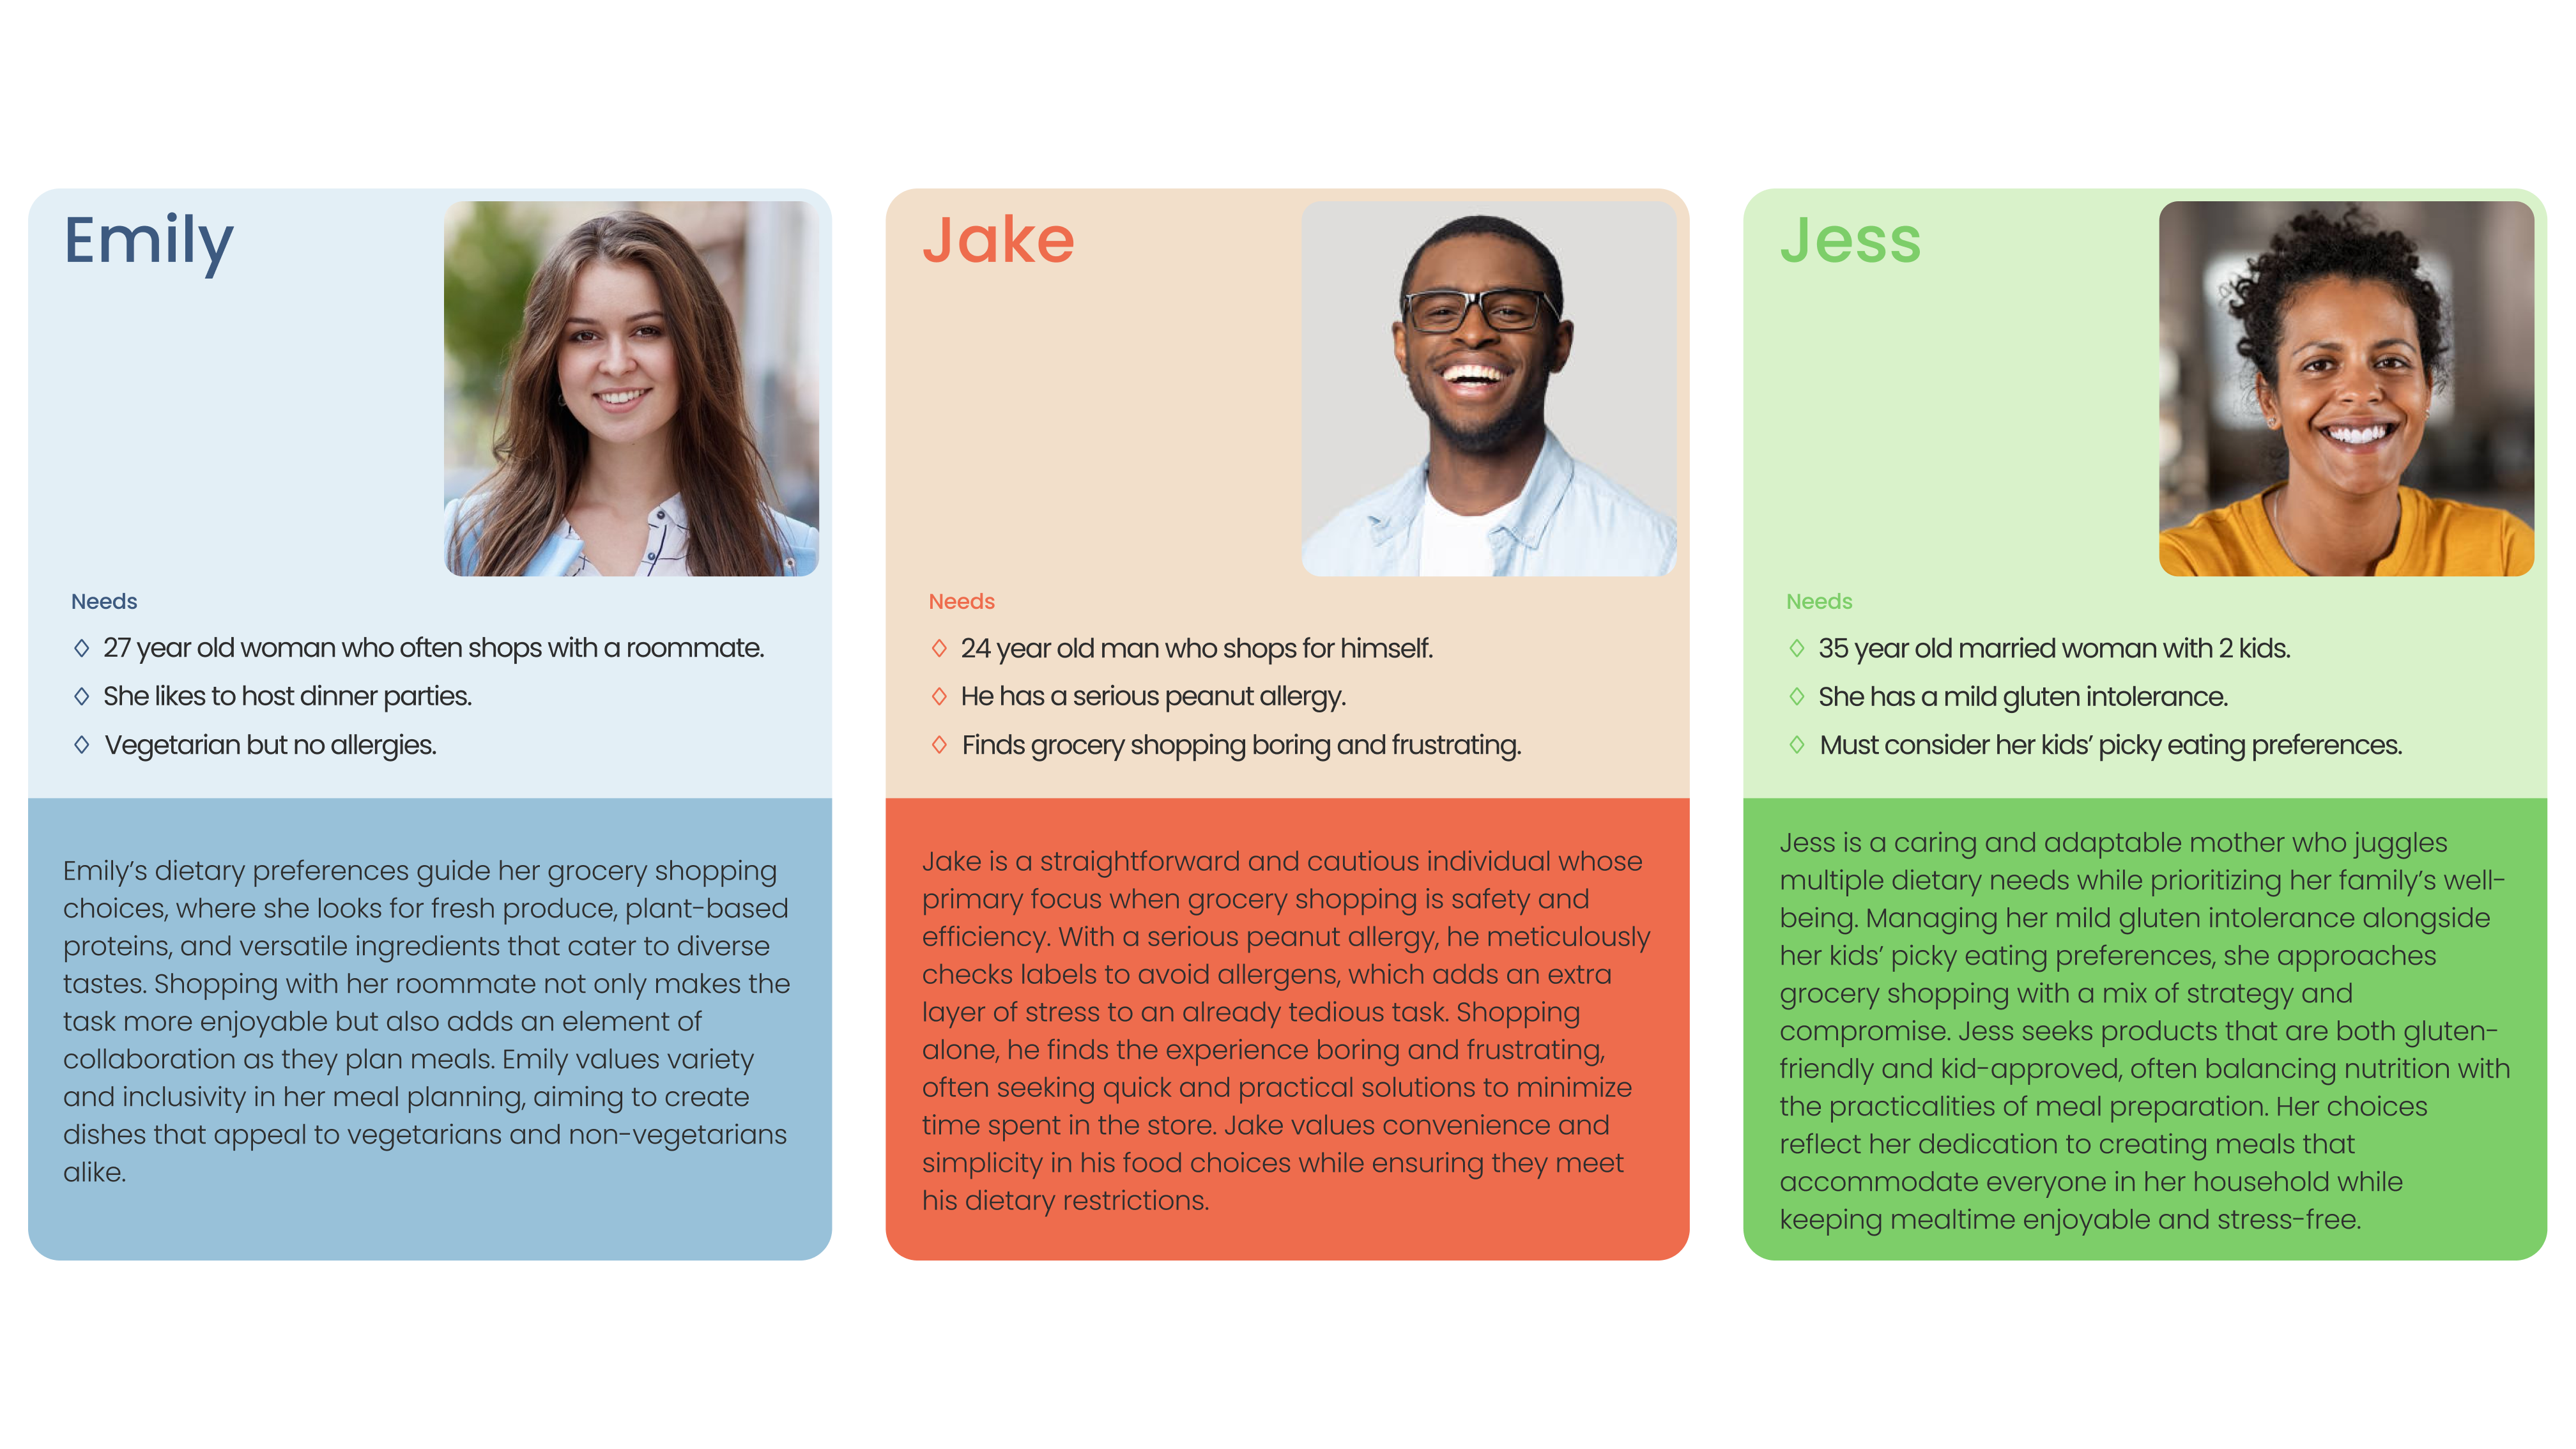 Emily
Needs
27 year old woman who often shops with a roommate.
She likes to host dinner parties.
Vegetarian but no allergies.
Emily’s dietary preferences guide her grocery shopping
choices, where she looks for fresh produce, plant-based
proteins, and versatile ingredients that cater to diverse
tastes. Shopping with her roommate not only makes the
task more enjoyable but also adds an element of
collaboration as they plan meals. Emily values variety
and inclusivity in her meal planning, aiming to create
dishes that appeal to vegetarians and non-vegetarians
alike.
Jake
Needs
24 year old man who shops for himself.
He has a serious peanut allergy.
Finds grocery shopping boring and frustrating.
Jake is a straightforward and cautious individual whose
primary focus when grocery shopping is safety and
efficiency. With a serious peanut allergy, he meticulously
checks labels to avoid allergens, which adds an extra
layer of stress to an already tedious task. Shopping
alone, he finds the experience boring and frustrating,
often seeking quick and practical solutions to minimize
time spent in the store. Jake values convenience and
simplicity in his food choices while ensuring they meet
his dietary restrictions.
Jess
Needs
35 year old married woman with 2 kids.
She has a mild gluten intolerance.
Must consider her kids’ picky eating preferences.
Jess is a caring and adaptable mother who juggles
multiple dietary needs while prioritizing her family’s well-
being. Managing her mild gluten intolerance alongside
her kids’ picky eating preferences, she approaches
grocery shopping with a mix of strategy and
compromise. Jess seeks products that are both gluten-
friendly and kid-approved, often balancing nutrition with
the practicalities of meal preparation. Her choices
reflect her dedication to creating meals that
accommodate everyone in her household while
keeping mealtime enjoyable and stress-free.